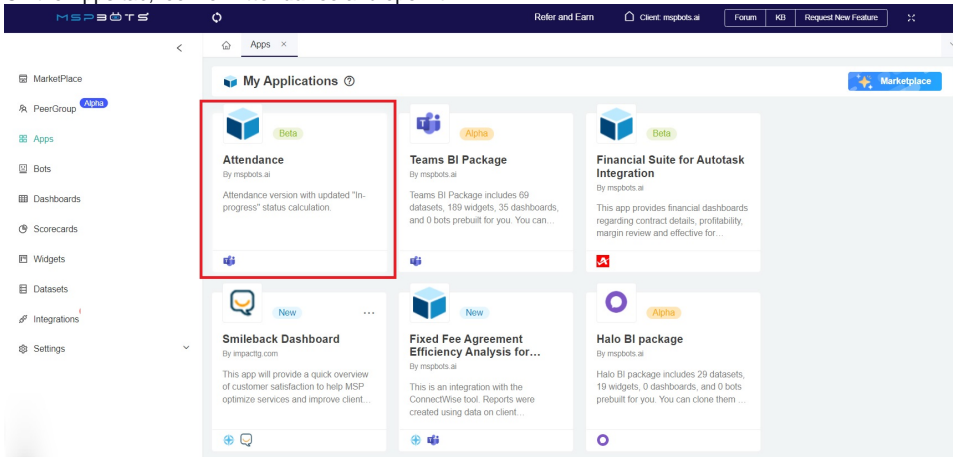 MSPBOTS
Refer and Earn
Client: mspbots.ai
Forum
KB
Request New Feature
Apps ×
MarketPlace
PeerGroup Alpha
Apps
Bots
Dashboards
Scorecards
Widgets
Datasets
Integrations
Settings
My Applications
Marketplace
Beta
Attendance
By mspbots.ai
Attendance version with updated "In-
progress" status calculation.
Alpha
Teams BI Package
By mspbots.ai
Teams BI Package includes 69
datasets, 189 widgets, 35 dashboards,
and 0 bots prebuilt for you. You can...
Beta
Financial Suite for Autotask
Integration
By mspbots.ai
This app provides financial dashboards
regarding contract details, profitability,
margin review and effective for...
New
Smileback Dashboard
By impacttg.com
This app will provide a quick overview
of customer satisfaction to help MSP
optimize services and improve client...
New
Fixed Fee Agreement
Efficiency Analysis for...
By mspbots.ai
This is an integration with the
ConnectWise tool. Reports were
created using data on client...
Alpha
Halo BI package
By mspbots.ai
Halo BI package includes 29 datasets,
19 widgets, 0 dashboards, and 0 bots
prebuilt for you. You can clone them ...